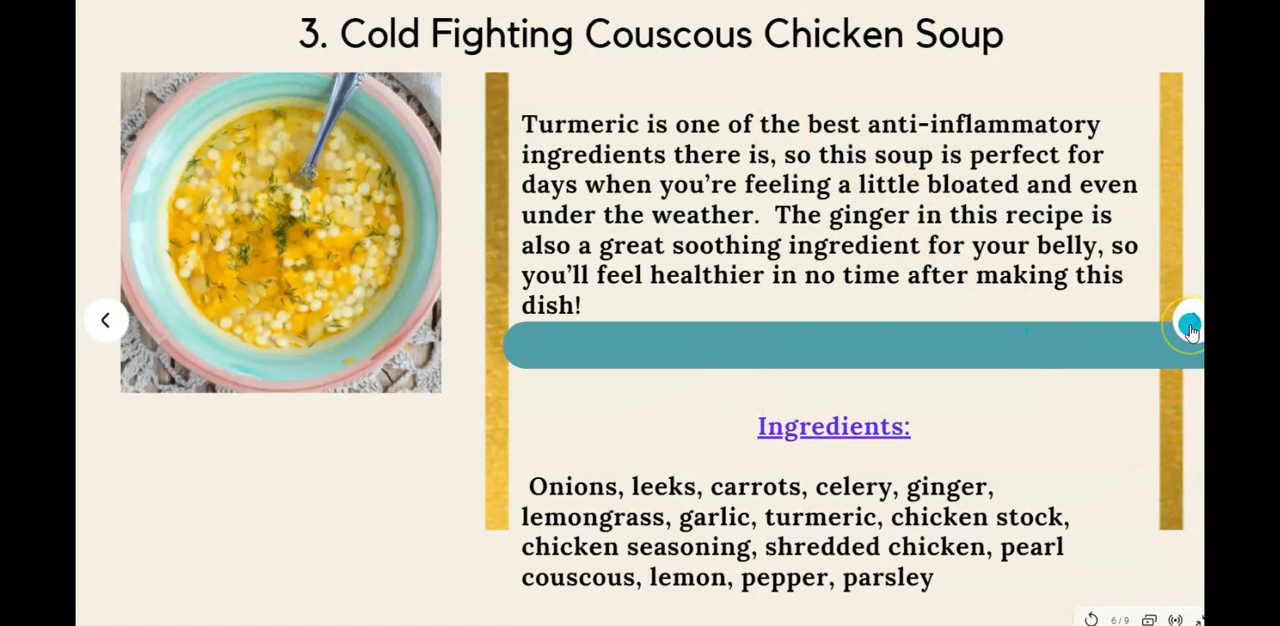 3. Cold Fighting Couscous Chicken Soup
Turmeric is one of the best anti-inflammatory
ingredients there is, so this soup is perfect for
days when you’re feeling a little bloated and even
under the weather.  The ginger in this recipe is
also a great soothing ingredient for your belly, so
you’ll feel healthier in no time after making this
dish!
Ingredients:
Onions, leeks, carrots, celery, ginger,
lemongrass, garlic, turmeric, chicken stock,
chicken seasoning, shredded chicken, pearl
couscous, lemon, pepper, parsley
6/9